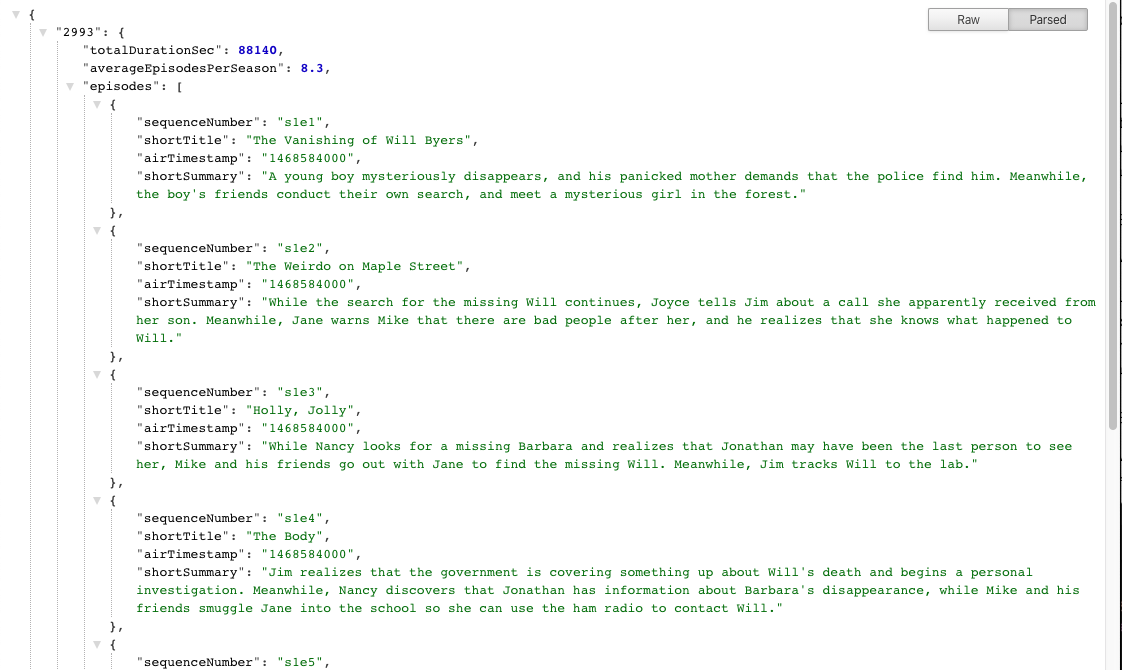 {
Raw Parsed
"2993": {
"totalDurationSec": 88140,
"averageEpisodesPerSeason": 8.3,
"episodes": [
{
"sequenceNumber": "s1e1",
"shortTitle": "The Vanishing of Will Byers",
"airTimestamp": "1468584000",
"shortSummary": "A young boy mysteriously disappears, and his panicked mother demands that the police find him. Meanwhile,
the boy's friends conduct their own search, and meet a mysterious girl in the forest."
},
{
"sequenceNumber": "s1e2",
"shortTitle": "The Weirdo on Maple Street",
"airTimestamp": "1468584000",
"shortSummary": "While the search for the missing Will continues, Joyce tells Jim about a call she apparently received from
her son. Meanwhile, Jane warns Mike that there are bad people after her, and he realizes that she knows what happened to
Will."
},
{
"sequenceNumber": "s1e3",
"shortTitle": "Holly, Jolly",
"airTimestamp": "1468584000",
"shortSummary": "While Nancy looks for a missing Barbara and realizes that Jonathan may have been the last person to see
her, Mike and his friends go out with Jane to find the missing Will. Meanwhile, Jim tracks Will to the lab."
},
{
"sequenceNumber": "s1e4",
"shortTitle": "The Body",
"airTimestamp": "1468584000",
"shortSummary": "Jim realizes that the government is covering something up about Will's death and begins a personal
investigation. Meanwhile, Nancy discovers that Jonathan has information about Barbara's disappearance, while Mike and his
friends smuggle Jane into the school so she can use the ham radio to contact Will."
},
{
"sequenceNumber": "s1e5",